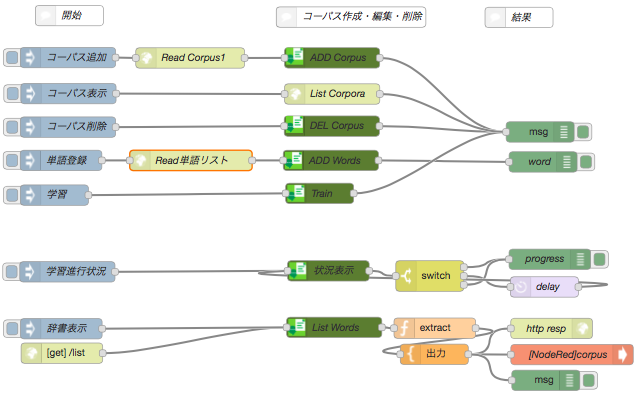 開始
コーパス作成・編集・削除
結果
コーパス追加
Read Corpus1
ADD Corpus
コーパス表示
List Corpora
コーパス削除
DEL Corpus
msg
単語登録
Read単語リスト
ADD Words
word
学習
Train
学習進行状況
状況表示
switch
progress
delay
辞書表示
List Words
extract
http resp
[get] /list
出力
[NodeRed]corpus
msg